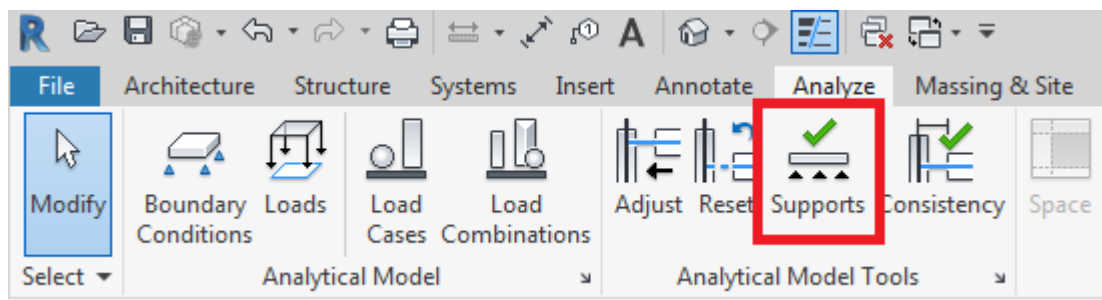 File Architecture Structure Systems Insert Annotate Analyze Massing & Site
Modify Boundary Conditions Loads Load Cases Load Combinations Adjust Reset Supports Consistency Space
Select Analytical Model Analytical Model Tools